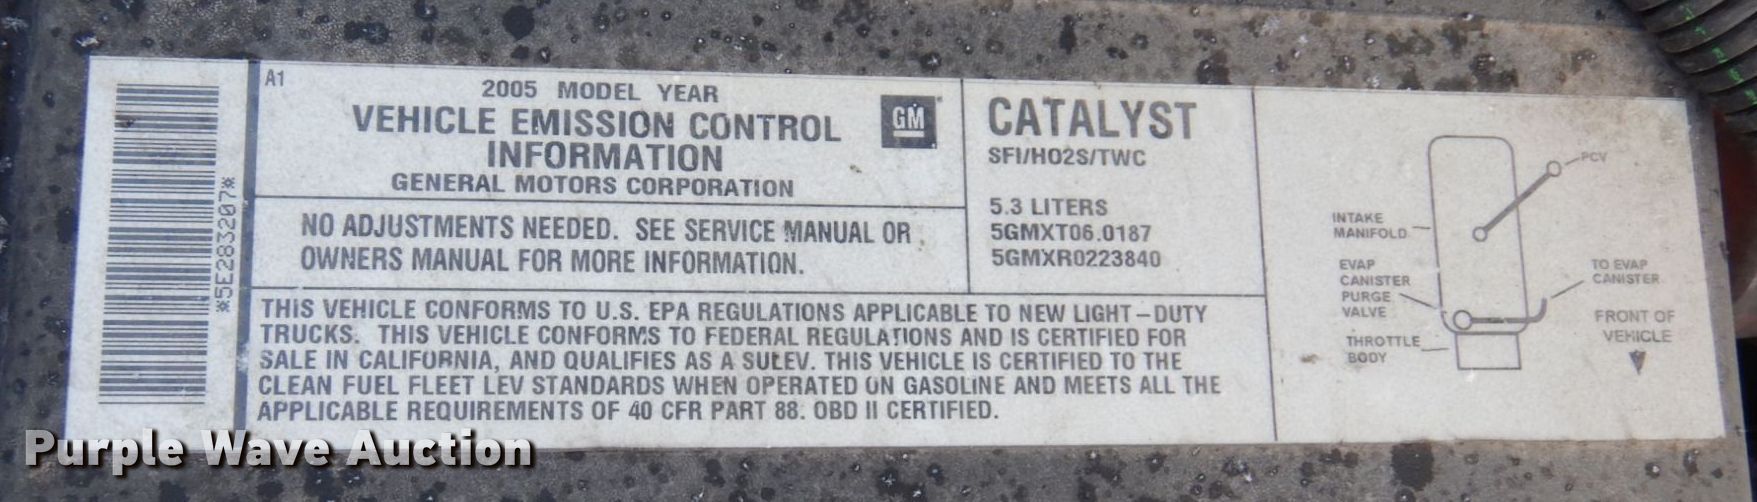 A1
2005 MODEL YEAR
VEHICLE EMISSION CONTROL
INFORMATION
GENERAL MOTORS CORPORATION
GM
NO ADJUSTMENTS NEEDED. SEE SERVICE MANUAL OR
OWNERS MANUAL FOR MORE INFORMATION.
CATALYST
SFI/HO2S/TWC
5.3 LITERS
5GMXT06.0187
5GMXR0223840
THIS VEHICLE CONFORMS TO U.S. EPA REGULATIONS APPLICABLE TO NEW LIGHT-DUTY
TRUCKS. THIS VEHICLE CONFORMS TO FEDERAL REGULATIONS AND IS CERTIFIED FOR
SALE IN CALIFORNIA, AND QUALIFIES AS A SULEV. THIS VEHICLE IS CERTIFIED TO THE
CLEAN FUEL FLEET LEV STANDARDS WHEN OPERATED ON GASOLINE AND MEETS ALL THE
APPLICABLE REQUIREMENTS OF 40 CFR PART 88. OBD II CERTIFIED.
*5E283207*
PCV
INTAKE
MANIFOLD
EVAP
CANISTER
PURGE
VALVE
THROTTLE
BODY
TO EVAP
CANISTER
FRONT OF
VEHICLE
Purple Wave Auction